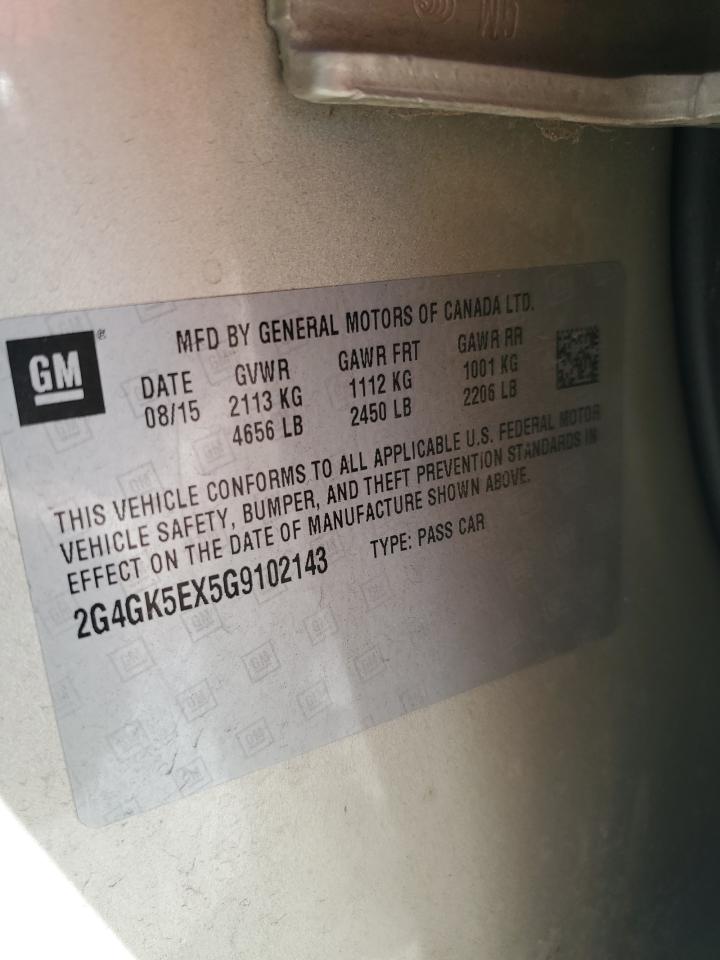 GM
MFD BY GENERAL MOTORS OF CANADA LTD.
DATE GVWR GAWR FRT GAWR RR
08/15 2113 KG 1112 KG 1001 KG
4656 LB 2450 LB 2206 LB
THIS VEHICLE CONFORMS TO ALL APPLICABLE U.S. FEDERAL MOTOR
VEHICLE SAFETY, BUMPER, AND THEFT PREVENTION STANDARDS IN
EFFECT ON THE DATE OF MANUFACTURE SHOWN ABOVE.
2G4GK5EX5G9102143 TYPE: PASS CAR